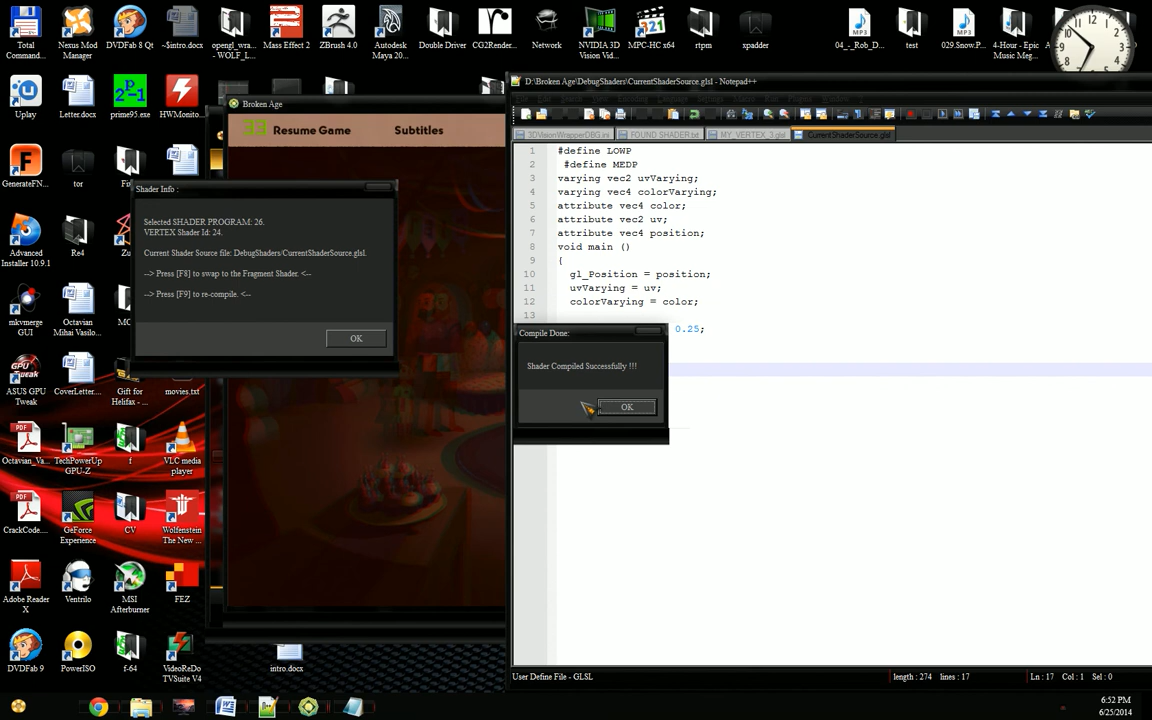 Total
Command...
Nexus Mod
Manager
DVDFab 8 Qt
~$intro.docx
opengl_wra...
- WOLF_L...
Mass Effect 2
ZBrush 4.0
Autodesk
Maya 20...
Double Driver
CG2Render...
Network
NVIDIA 3D
Vision Vid...
MPC-HC x64
rtpm
xpadder
04_-_Rob_D...
test
029.Snow.P...
4-Hour - Epic
Music Meg...
Uplay
Letter.docx
prime95.exe
HWMonito...
GenerateFN...
tor
Advanced
Installer 10.9.1
Re4
mkvmerge
GUI
Octavian
Mihai Vasilo...
ASUS GPU
Tweak
CoverLetter....
Gift for
Helifax - ...
movies.txt
Octavian_Va...
TechPowerUp
GPU-Z
f
VLC media
player
CrackCode....
GeForce
Experience
CV
Wolfenstein
The New ...
Adobe Reader
X
Ventrilo
MSI
Afterburner
FEZ
DVDFab 9
PowerISO
f-64
VideoReDo
TVSuite V4
intro.docx
Broken Age
Resume Game
Subtitles
Shader Info :
Selected SHADER PROGRAM: 26.
VERTEX Shader Id: 24.
Current Shader Source file: DebugShaders/CurrentShaderSource.glsl.
--> Press [F8] to swap to the Fragment Shader. <--
--> Press [F9] to re-compile. <--
OK
D:\Broken Age\DebugShaders\CurrentShaderSource.glsl - Notepad++
3DVisionWrapperDBG.ini
FOUND SHADER.txt
MY_VERTEX_3.glsl
CurrentShaderSource.glsl
1 #define LOWP
2 #define MEDP
3 varying vec2 uvVarying;
4 varying vec4 colorVarying;
5 attribute vec4 color;
6 attribute vec2 uv;
7 attribute vec4 position;
8 void main ()
9 {
10 gl_Position = position;
11 uvVarying = uv;
12 colorVarying = color;
13
0.25;
Compile Done:
Shader Compiled Successfully !!!
OK
User Define File - GLSL
length : 274 lines : 17
Ln : 17 Col : 1 Sel : 0
6:52 PM
6/25/2014